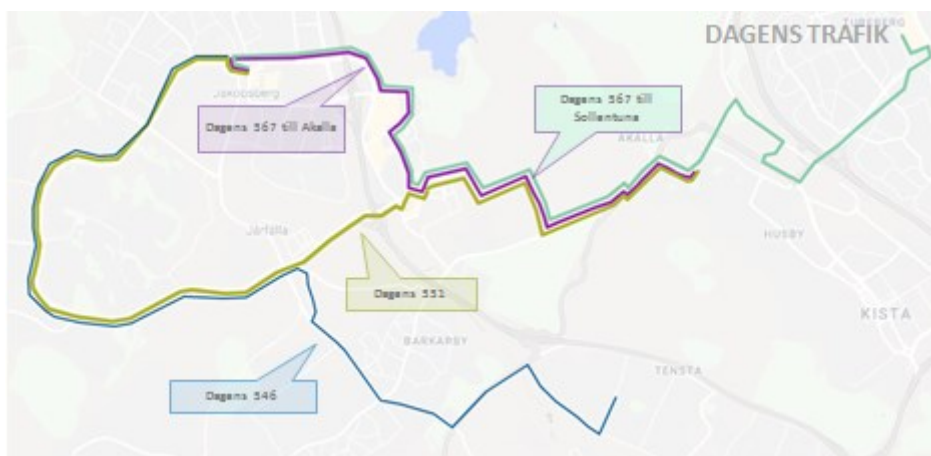 DAGENS TRAFIK
TUREBERG
Jakobsberg
Dagens 567 till Akalla
Dagens 567 till
Sollentuna
AKALLA
Järfälla
HUSBY
Dagens 551
KISTA
BARKARBY
TENSTA
Dagens 546